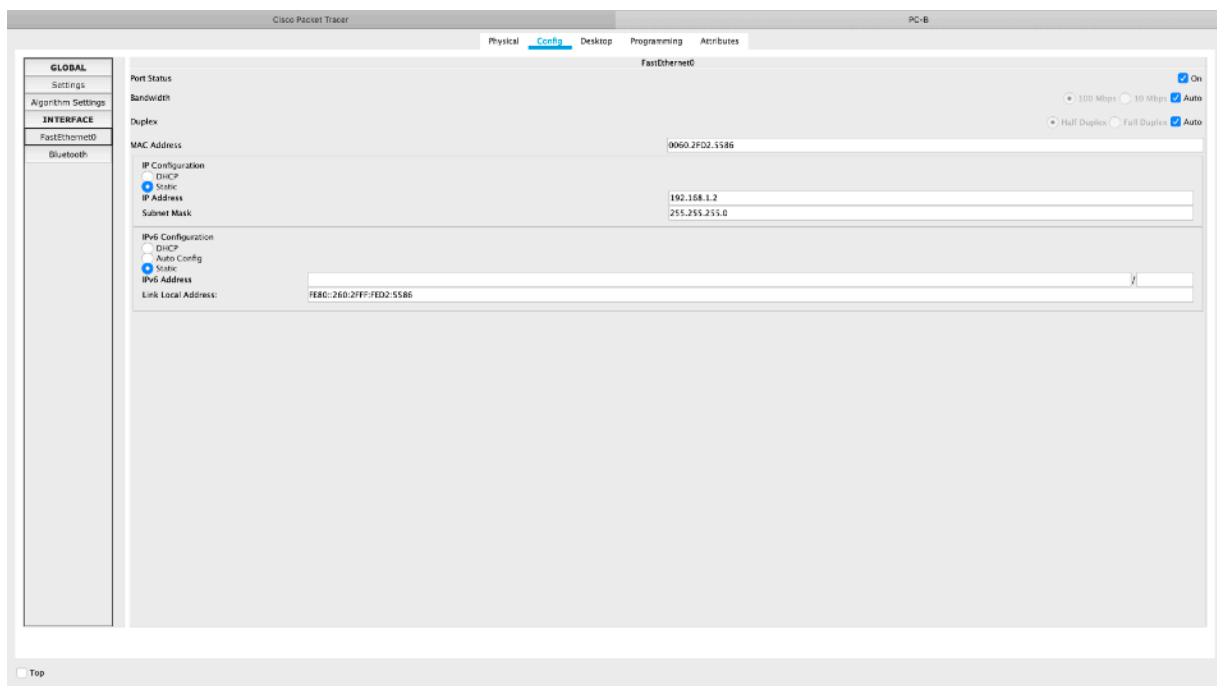 Cisco Packet Tracer
PC-B
Physical Config Desktop Programming Attributes
GLOBAL
Settings
Algorithm Settings
INTERFACE
FastEthernet0
Bluetooth
FastEthernet0
Port Status On
Bandwidth 100 Mbps 10 Mbps Auto
Duplex Half Duplex Full Duplex Auto
MAC Address 0060.2FD2.5586
IP Configuration
DHCP
Static
IP Address 192.168.1.2
Subnet Mask 255.255.255.0
IPv6 Configuration
DHCP
Auto Config
Static
IPv6 Address /
Link Local Address: FE80::260:2FFF:FED2:5586
Top